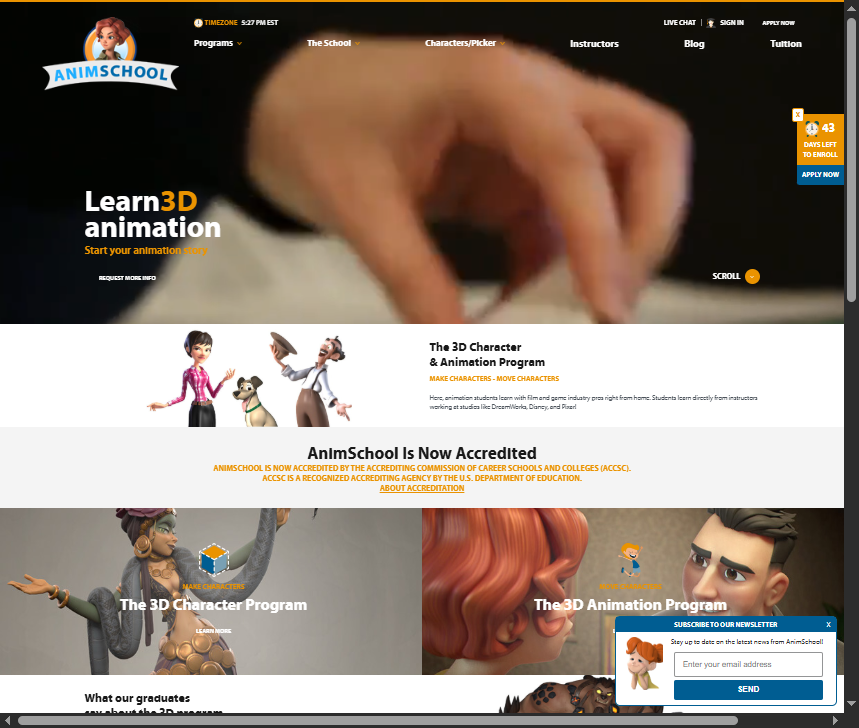 ANIMSCHOOL
TIMEZONE 5:27 PM EST
LIVE CHAT | SIGN IN APPLY NOW
Programs The School Characters/Picker Instructors Blog Tuition
X
43
DAYS LEFT
TO ENROLL
APPLY NOW
Learn3D
animation
Start your animation story
REQUEST MORE INFO
SCROLL
The 3D Character
& Animation Program
MAKE CHARACTERS - MOVE CHARACTERS
Here, animation students learn with film and game industry pros right from home. Students learn directly from instructors
working at studios like DreamWorks, Disney, and Pixar!
AnimSchool Is Now Accredited
ANIMSCHOOL IS NOW ACCREDITED BY THE ACCREDITING COMMISSION OF CAREER SCHOOLS AND COLLEGES (ACCSC).
ACCSC IS A RECOGNIZED ACCREDITING AGENCY BY THE U.S. DEPARTMENT OF EDUCATION.
ABOUT ACCREDITATION
MAKE CHARACTERS
The 3D Character Program
LEARN MORE
The 3D Animation Program
SUBSCRIBE TO OUR NEWSLETTER X
Stay up to date on the latest news from AnimSchool!
Enter your email address
SEND
What our graduates
say about the 3D program